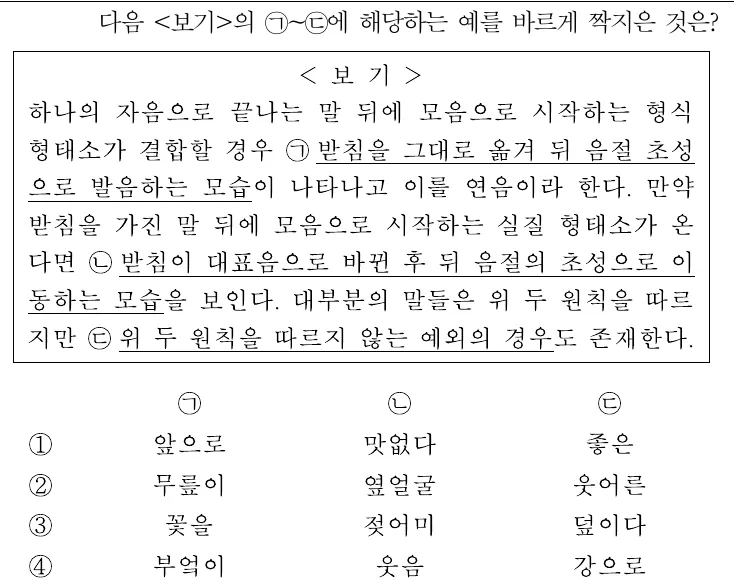 다음 <보기>의 ㉠~㉢에 해당하는 예를 바르게 짝지은 것은?
< 보 기 >
하나의 자음으로 끝나는 말 뒤에 모음으로 시작하는 형식
형태소가 결합할 경우 ㉠ 받침을 그대로 옮겨 뒤 음절 초성
으로 발음하는 모습이 나타나고 이를 연음이라 한다. 만약
받침을 가진 말 뒤에 모음으로 시작하는 실질 형태소가 온
다면 ㉡ 받침이 대표음으로 바뀐 후 뒤 음절의 초성으로 이
동하는 모습을 보인다. 대부분의 말들은 위 두 원칙을 따르
지만 ㉢ 위 두 원칙을 따르지 않는 예외의 경우도 존재한다.
㉠ ㉡ ㉢
① 앞으로 맛없다 좋은
② 무릎이 옆얼굴 웃어른
③ 꽃을 젖어미 덮이다
④ 부엌이 웃음 강으로